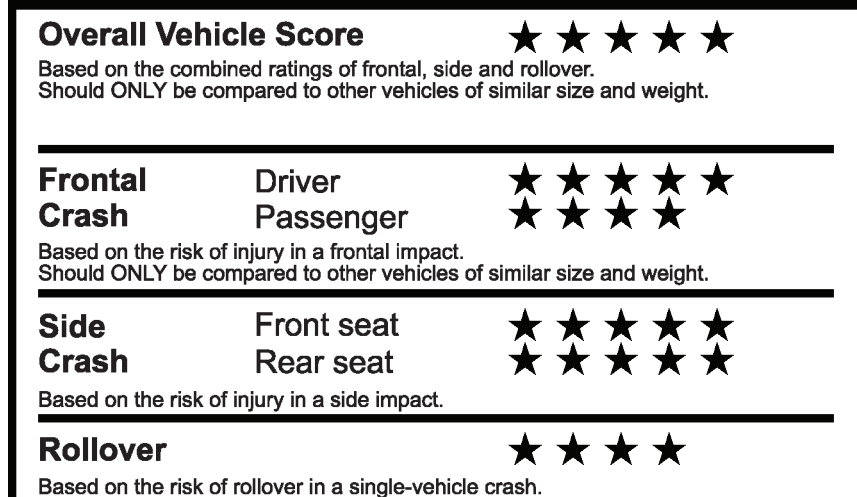 Overall Vehicle Score ★ ★ ★ ★ ★
Based on the combined ratings of frontal, side and rollover.
Should ONLY be compared to other vehicles of similar size and weight.
Frontal Driver ★ ★ ★ ★ ★
Crash Passenger ★ ★ ★ ★
Based on the risk of injury in a frontal impact.
Should ONLY be compared to other vehicles of similar size and weight.
Side Front seat ★ ★ ★ ★ ★
Crash Rear seat ★ ★ ★ ★ ★
Based on the risk of injury in a side impact.
Rollover ★ ★ ★ ★
Based on the risk of rollover in a single-vehicle crash.